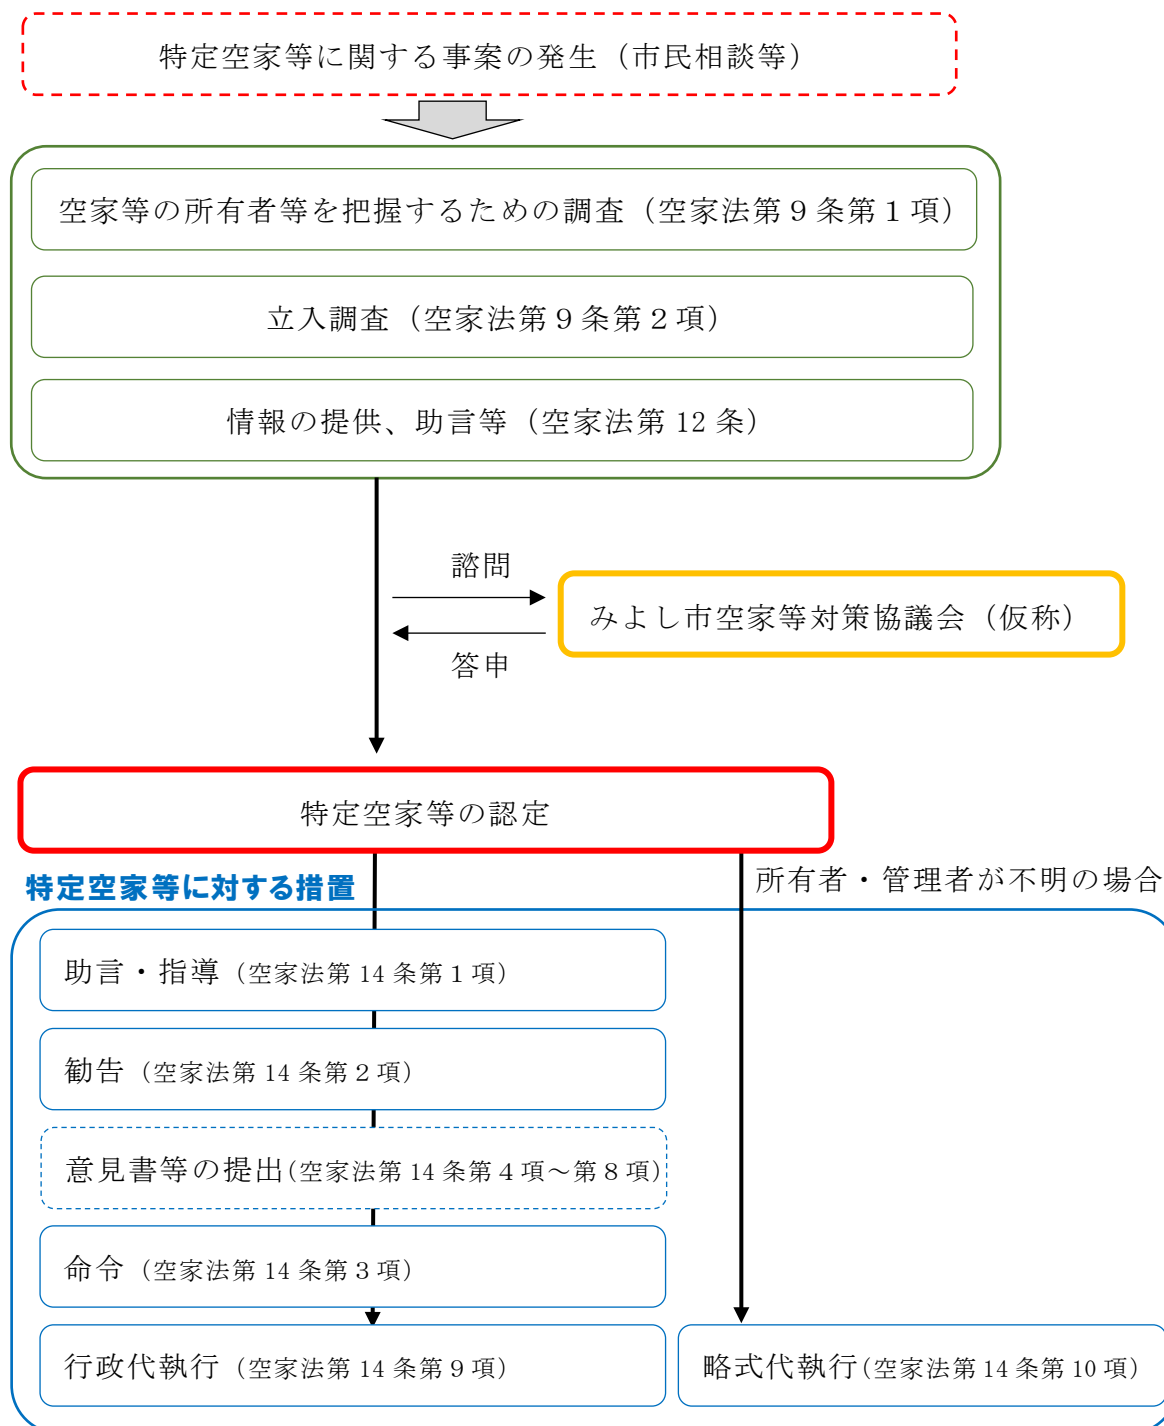 特定空家等に関する事案の発生（市民相談等）
空家等の所有者等を把握するための調査（空家法第９条第１項）
立入調査（空家法第９条第２項）
情報の提供、助言等（空家法第 12 条）
諮問
みよし市空家等対策協議会（仮称）
答申
特定空家等の認定
特定空家等に対する措置
所有者・管理者が不明の場合
助言・指導（空家法第 14 条第１項）
勧告（空家法第 14 条第２項）
意見書等の提出(空家法第 14 条第４項～第８項)
命令（空家法第 14 条第３項）
行政代執行（空家法第 14 条第９項）
略式代執行(空家法第 14 条第 10 項)